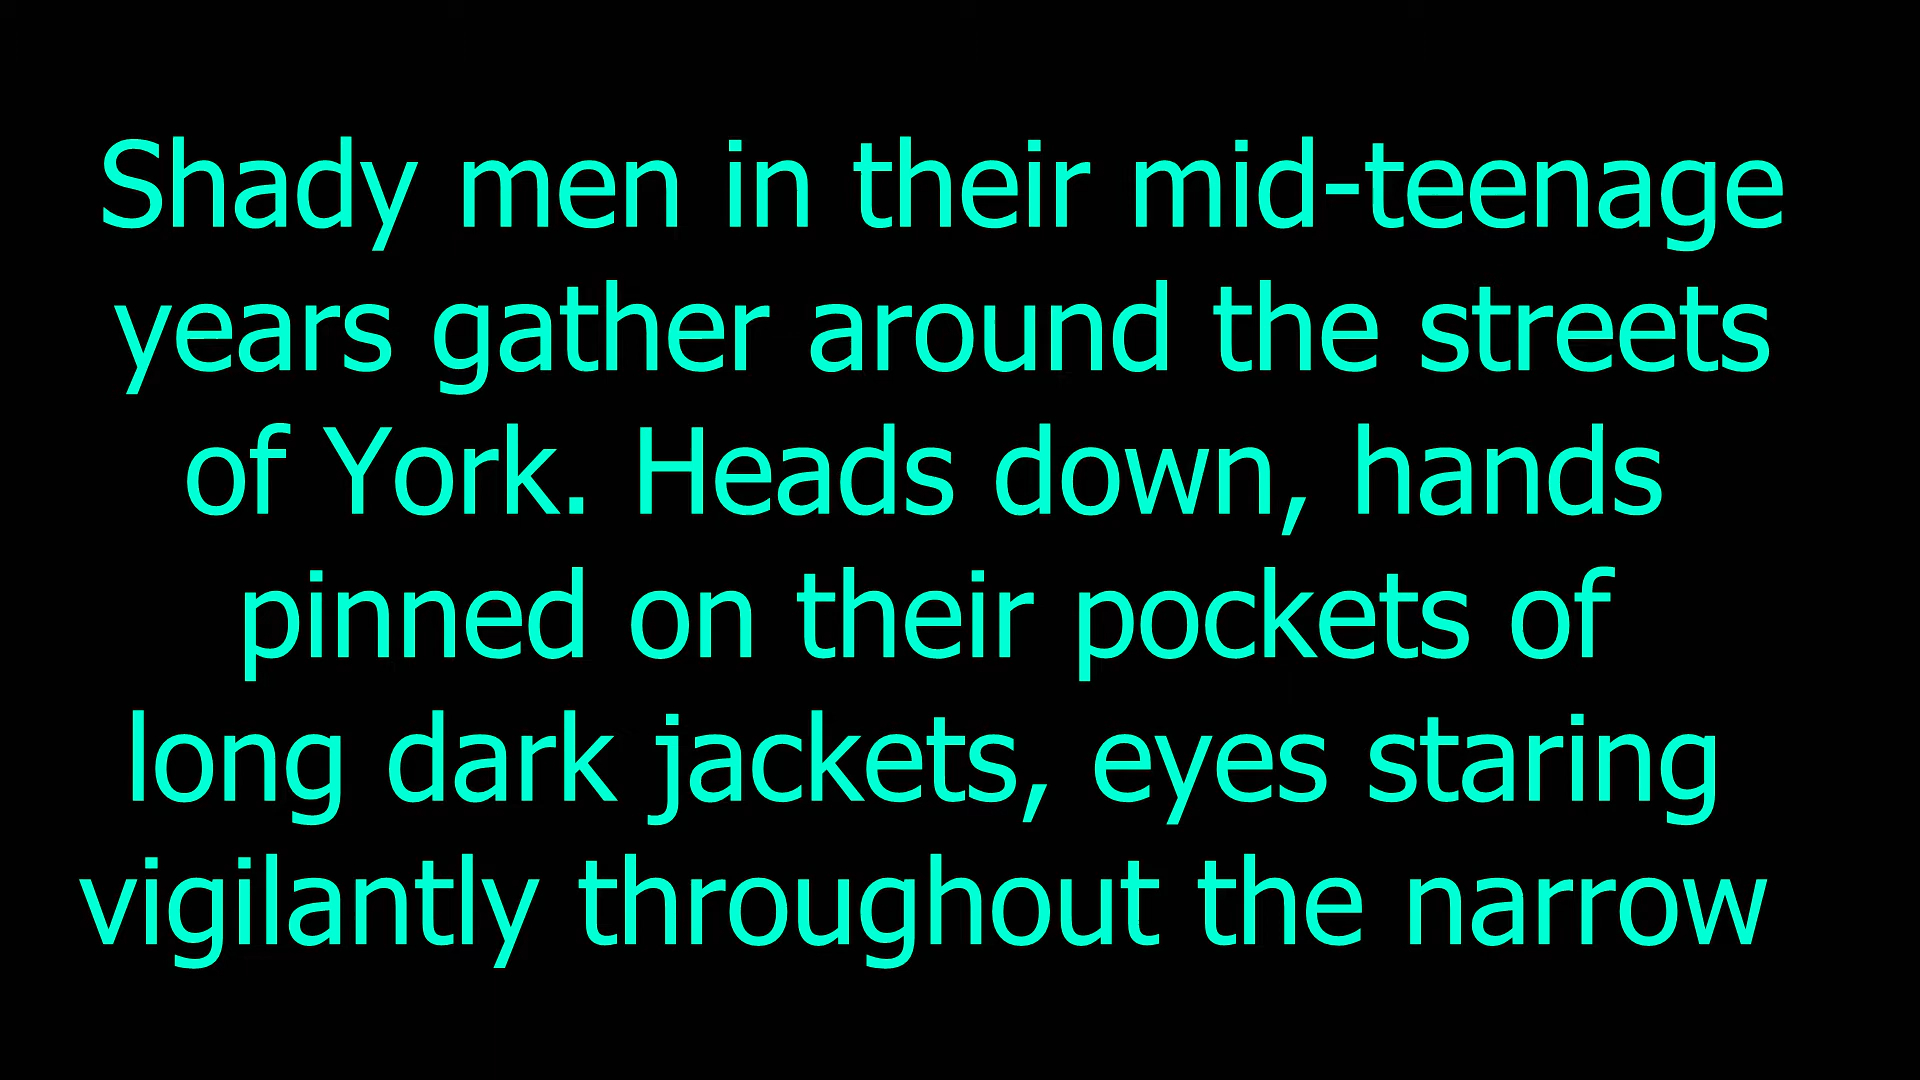 Shady men in their mid-teenage
years gather around the streets
of York. Heads down, hands
pinned on their pockets of
long dark jackets, eyes staring
vigilantly throughout the narrow